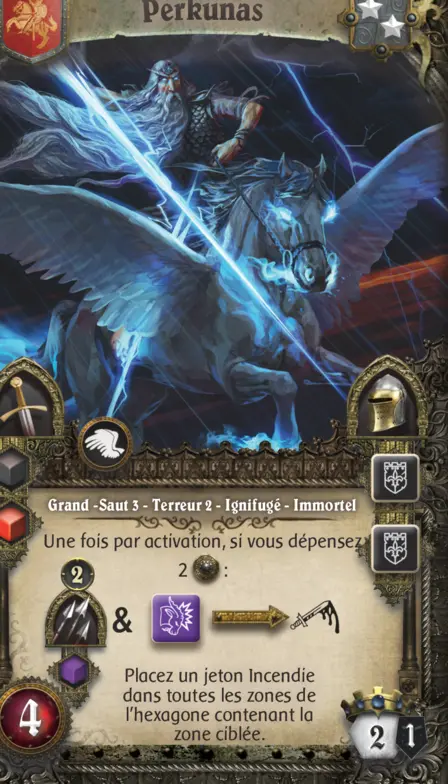 Perkunas
Grand -Saut 3 - Terreur 2 - Ignifugé - Immortel
Une fois par activation, si vous dépensez
2 :
2
&
Placez un jeton Incendie
dans toutes les zones de
l'hexagone contenant la
zone ciblée.
4
2 1